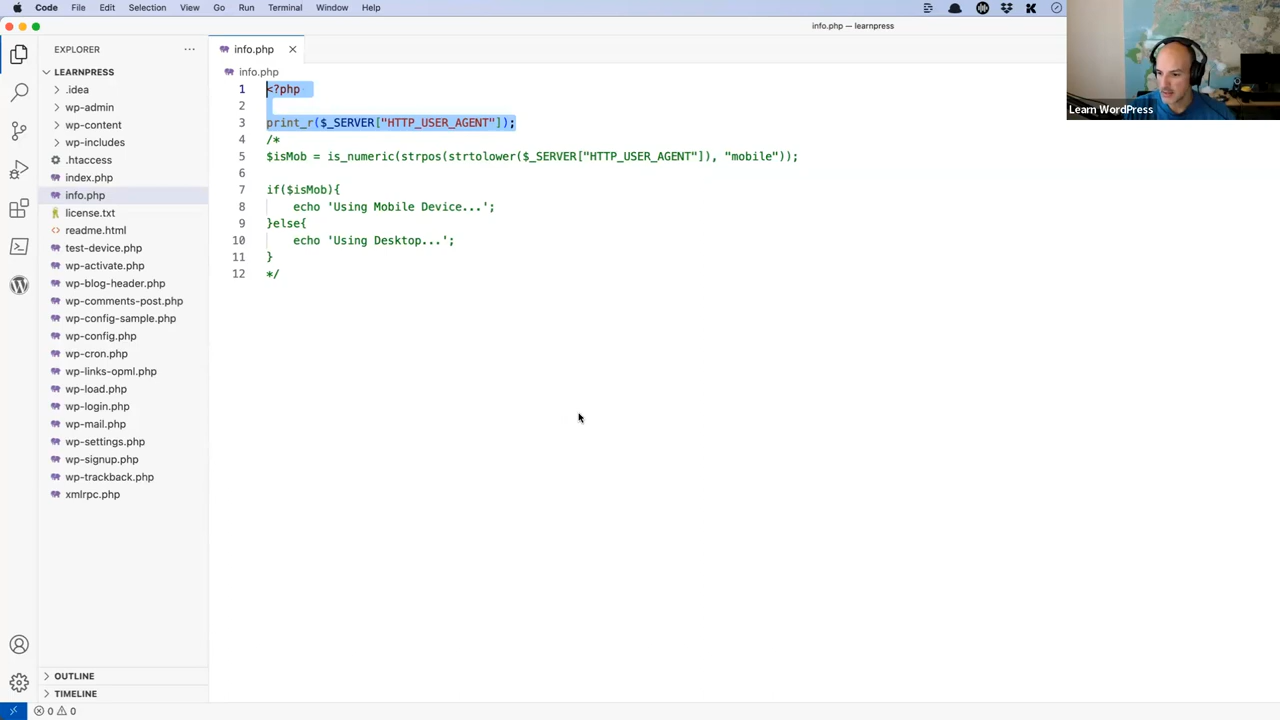 Code File Edit Selection View Go Run Terminal Window Help
info.php — learnpress
EXPLORER
LEARNPRESS
.idea
wp-admin
wp-content
wp-includes
.htaccess
index.php
info.php
license.txt
readme.html
test-device.php
wp-activate.php
wp-blog-header.php
wp-comments-post.php
wp-config-sample.php
wp-config.php
wp-cron.php
wp-links-opml.php
wp-load.php
wp-login.php
wp-mail.php
wp-settings.php
wp-signup.php
wp-trackback.php
xmlrpc.php
OUTLINE
TIMELINE
0 0
info.php
info.php
1 <?php
2
3 print_r($_SERVER["HTTP_USER_AGENT"]);
4 /*
5 $isMob = is_numeric(strpos(strtolower($_SERVER["HTTP_USER_AGENT"]), "mobile"));
6
7 if($isMob){
8 echo 'Using Mobile Device...';
9 }else{
10 echo 'Using Desktop...';
11 }
12 */
Learn WordPress